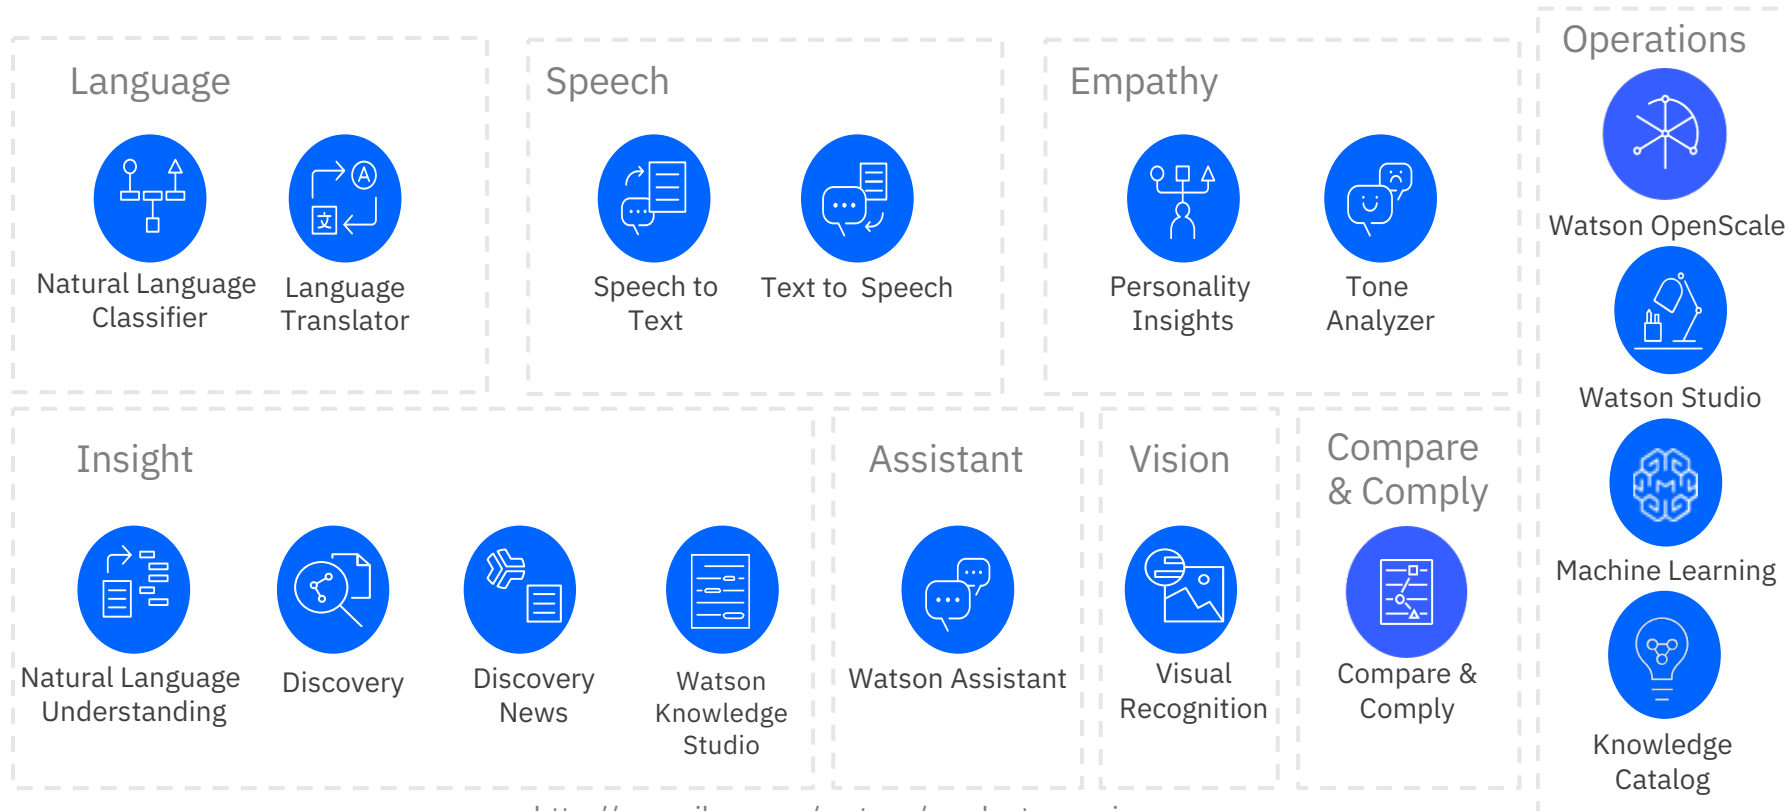 Language
Natural Language
Classifier
Language
Translator
Speech
Speech to
Text
Text to Speech
Empathy
Personality
Insights
Tone
Analyzer
Operations
Watson OpenScale
Watson Studio
Machine Learning
Knowledge
Catalog
Insight
Natural Language
Understanding
Discovery
Discovery
News
Watson
Knowledge
Studio
Assistant
Watson Assistant
Vision
Visual
Recognition
Compare
& Comply
Compare &
Comply